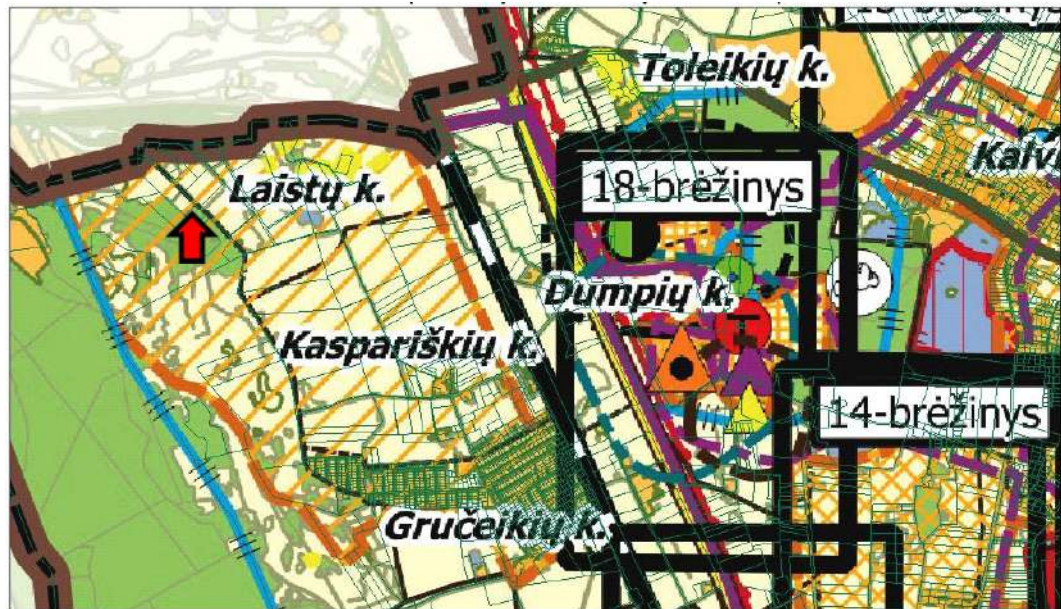 Toleikių k.
Laistų k.
18-brėžinys
Dumpių k.
Kaspariškių k.
14-brėžinys
Gručeikių k.